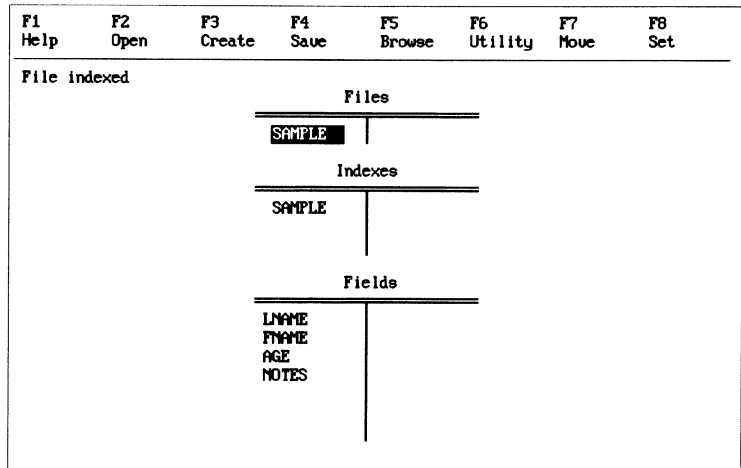 F1 F2 F3 F4 F5 F6 F7 F8
Help Open Create Save Browse Utility Move Set
File indexed
Files
SAMPLE
Indexes
SAMPLE
Fields
LNAME
FNAME
AGE
NOTES